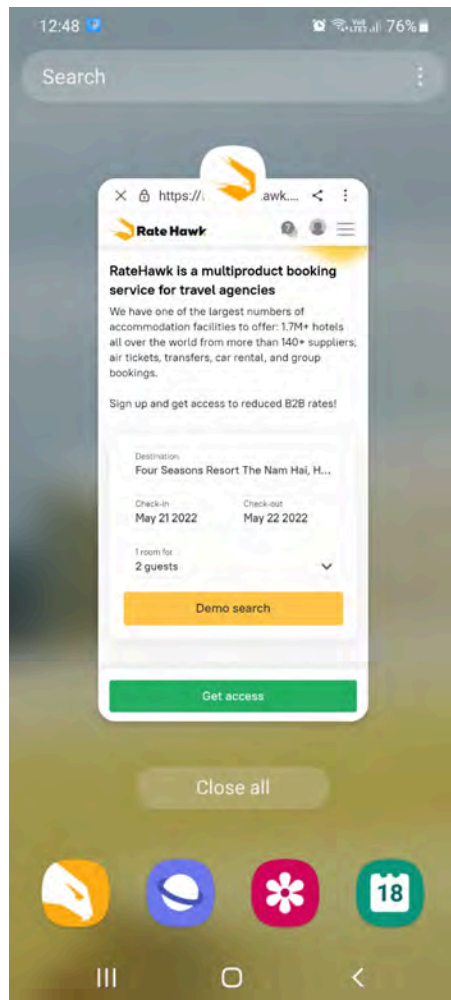 12:48
76%
Search
https://
awk....
Rate Hawk
RateHawk is a multiproduct booking
service for travel agencies
We have one of the largest numbers of
accommodation facilities to offer: 1.7M+ hotels
all over the world from more than 140+ suppliers,
air tickets, transfers, car rental, and group
bookings.
Sign up and get access to reduced B2B rates!
Destination
Four Seasons Resort The Nam Hai, H...
Check-in
Check-out
May 21 2022
May 22 2022
1 room for
2 guests
Demo search
Get access
Close all
18